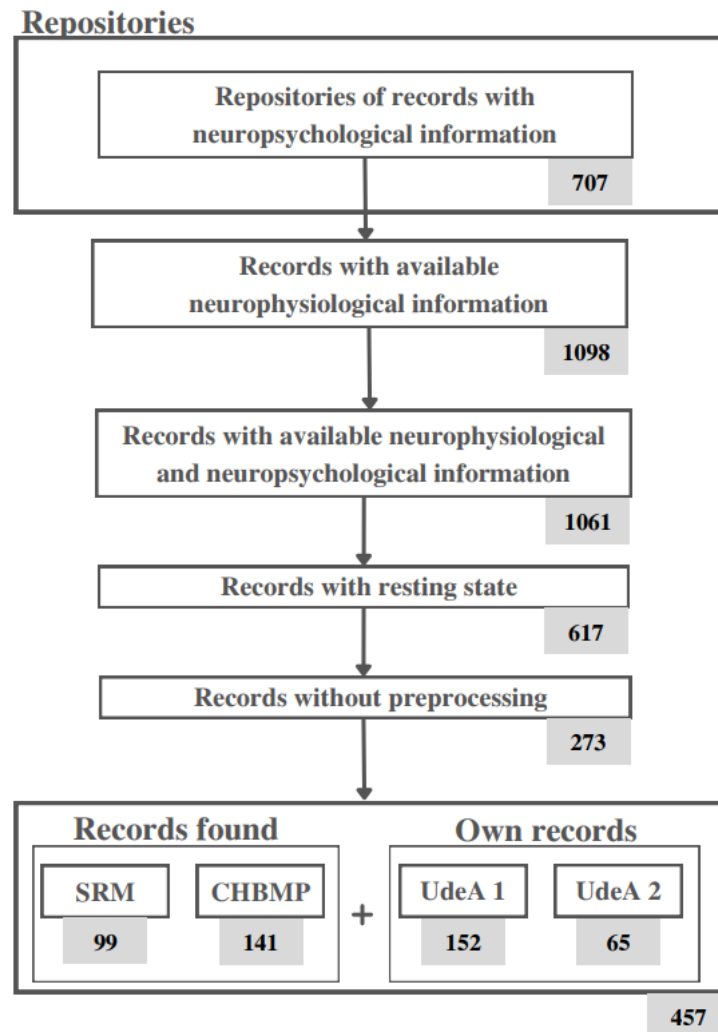 Repositories
Repositories of records with
neuropsychological information
707
Records with available
neurophysiological information
1098
Records with available neurophysiological
and neuropsychological information
1061
Records with resting state
617
Records without preprocessing
273
Records found
Own records
SRM
CHBMP
+
UdeA 1
UdeA 2
99
141
152
65
457